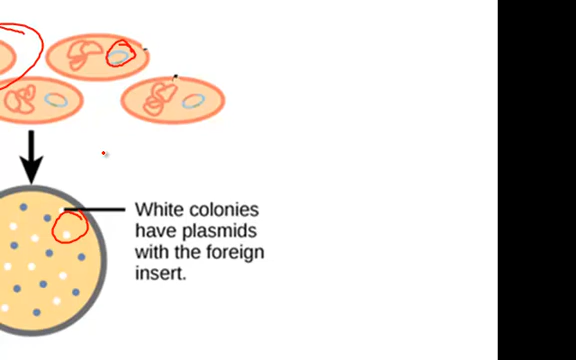 White colonies
have plasmids
with the foreign
insert.